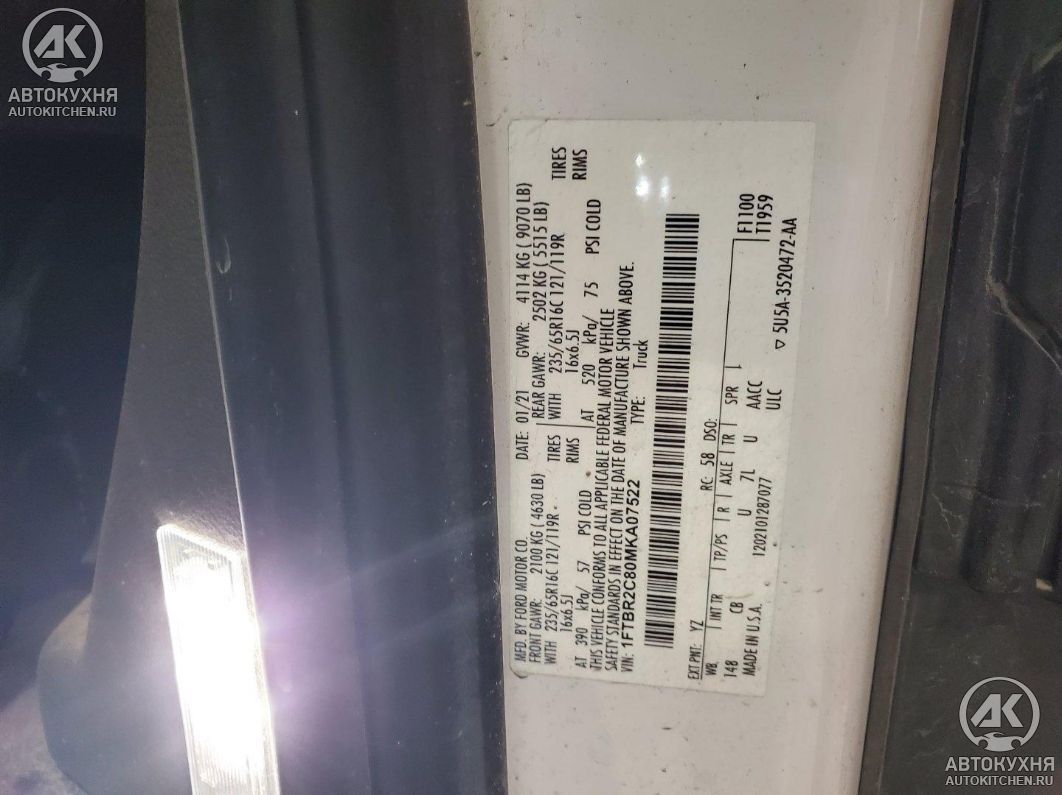 АК
АВТОКУХНЯ
AUTOKITCHEN.RU
MFD. BY FORD MOTOR CO. DATE: 01/21 GVWR: 4114 KG ( 9070 LB)
FRONT GAWR: 2100 KG ( 4630 LB) REAR GAWR: 2502 KG ( 5515 LB)
WITH 235/65R16C 121/119R TIRES WITH 235/65R16C 121/119R TIRES
16x6.5J RIMS 16x6.5J RIMS
AT 390 kPa/ 57 PSI COLD AT 520 kPa/ 75 PSI COLD
THIS VEHICLE CONFORMS TO ALL APPLICABLE FEDERAL MOTOR VEHICLE
SAFETY STANDARDS IN EFFECT ON THE DATE OF MANUFACTURE SHOWN ABOVE.
VIN: 1FTBR2C80MKA07522 TYPE: Truck
EXT PNT: YZ RC: 58 DSO:
WB INT TR TP/PS R AXLE TR SPR F1100
148 CB U 7L U AACC T1959
MADE IN U.S.A. 1202101287077 ULC
▽ 5U5A-3520472-AA
АК
АВТОКУХНЯ
AUTOKITCHEN.RU